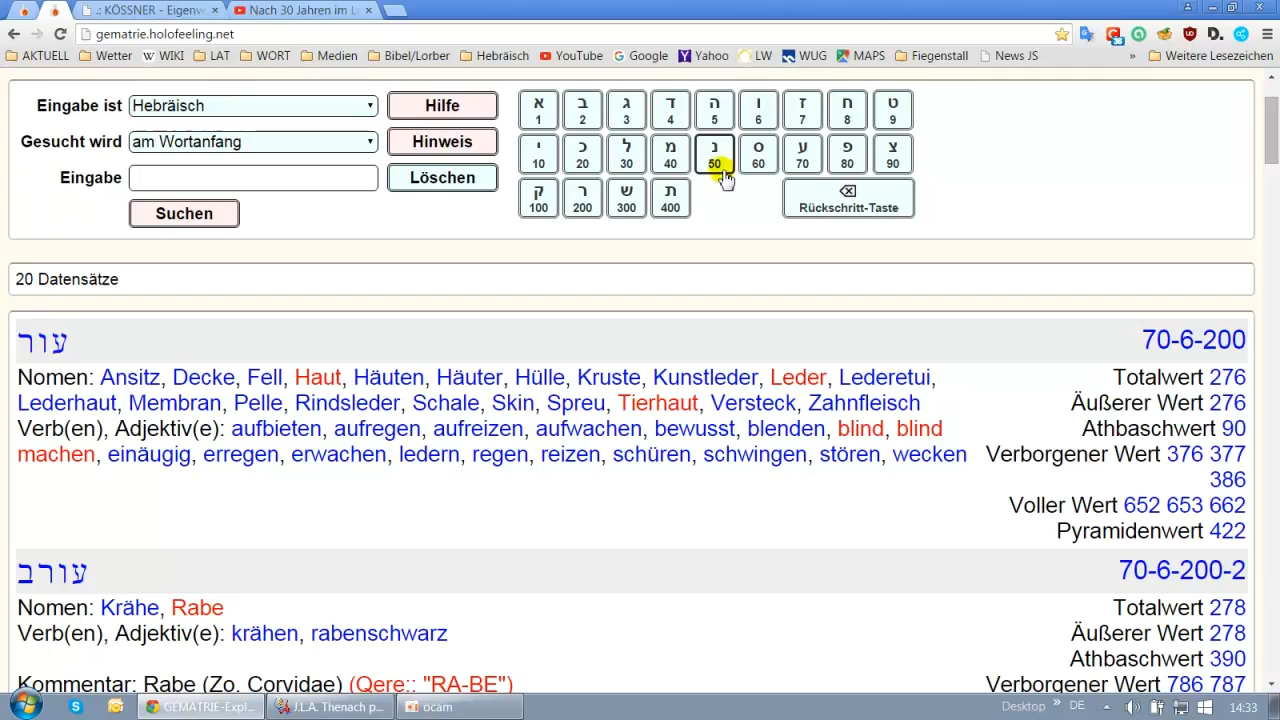 .: KÖSSNER - Eigenw
Nach 30 Jahren im L
gematrie.holofeeling.net
AKTUELL Wetter WIKI LAT WORT Medien Bibel/Lorber Hebräisch YouTube Google Yahoo LW WUG MAPS Fiegenstall News JS » Weitere Lesezeichen
Eingabe ist Hebräisch Hilfe
Gesucht wird am Wortanfang Hinweis
Eingabe Löschen
Suchen
א ב ג ד ה ו ז ח ט
1 2 3 4 5 6 7 8 9
י כ ל מ נ ס ע פ צ
10 20 30 40 50 60 70 80 90
ק ר ש ת
100 200 300 400 Rückschritt-Taste
20 Datensätze
עור 70-6-200
Nomen: Ansitz, Decke, Fell, Haut, Häuten, Häuter, Hülle, Kruste, Kunstleder, Leder, Lederetui, Totalwert 276
Lederhaut, Membran, Pelle, Rindsleder, Schale, Skin, Spreu, Tierhaut, Versteck, Zahnfleisch Äußerer Wert 276
Verb(en), Adjektiv(e): aufbieten, aufregen, aufreizen, aufwachen, bewusst, blenden, blind, blind Athbaschwert 90
machen, einäugig, erregen, erwachen, ledern, regen, reizen, schüren, schwingen, stören, wecken Verborgener Wert 376 377
386
Voller Wert 652 653 662
Pyramidenwert 422
עורב 70-6-200-2
Nomen: Krähe, Rabe Totalwert 278
Verb(en), Adjektiv(e): krähen, rabenschwarz Äußerer Wert 278
Athbaschwert 390
Kommentar: Rabe (Zo. Corvidae) (Qere:: "RA-BE") Verborgener Wert 786 787
GEMATRIE-Expl... J.L.A. Thenach p... ocam Desktop » DE 14:33